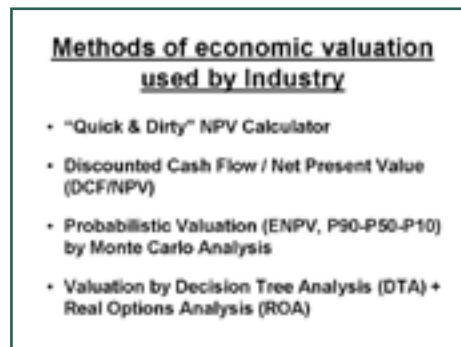 Methods of economic valuation
used by Industry
• "Quick & Dirty" NPV Calculator
• Discounted Cash Flow / Net Present Value
(DCF/NPV)
• Probabilistic Valuation (ENPV, P90-P50-P10)
by Monte Carlo Analysis
• Valuation by Decision Tree Analysis (DTA) +
Real Options Analysis (ROA)